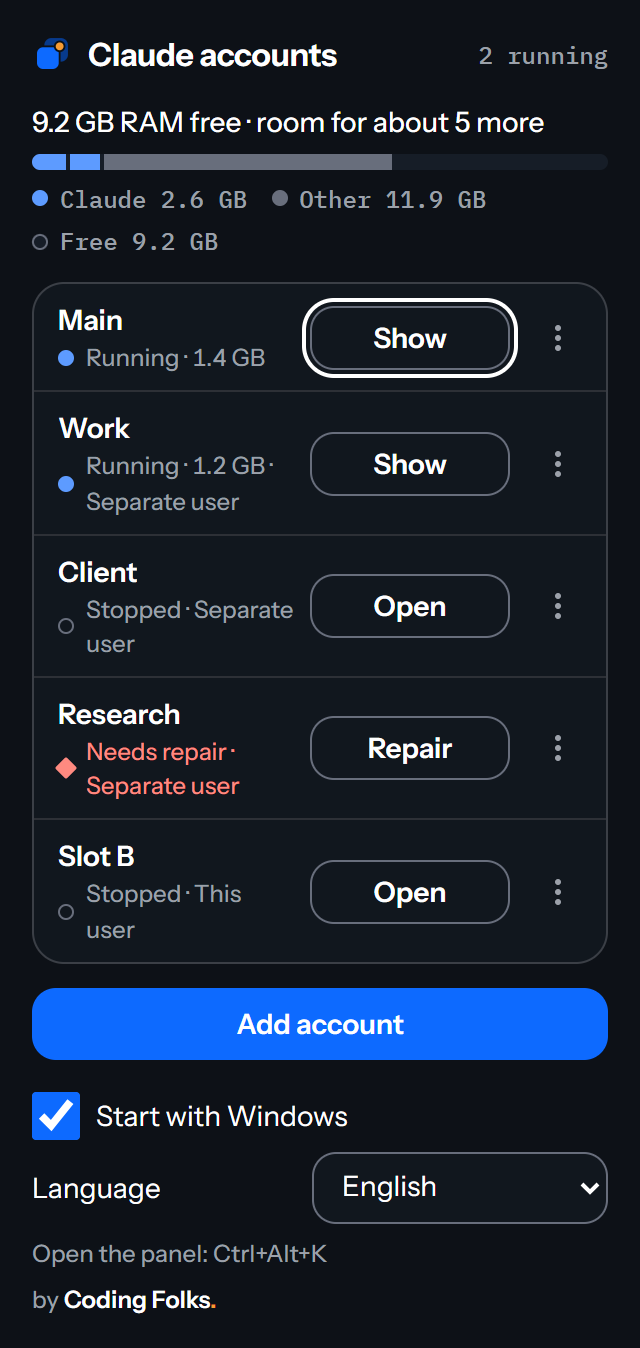 Claude accounts
2 running
9.2 GB RAM free · room for about 5 more
Claude 2.6 GB
Other 11.9 GB
Free 9.2 GB
Main
Running · 1.4 GB
Show
Work
Running · 1.2 GB ·
Separate user
Show
Client
Stopped · Separate
user
Open
Research
Needs repair ·
Separate user
Repair
Slot B
Stopped · This
user
Open
Add account
Start with Windows
Language
English
Open the panel: Ctrl+Alt+K
by Coding Folks.